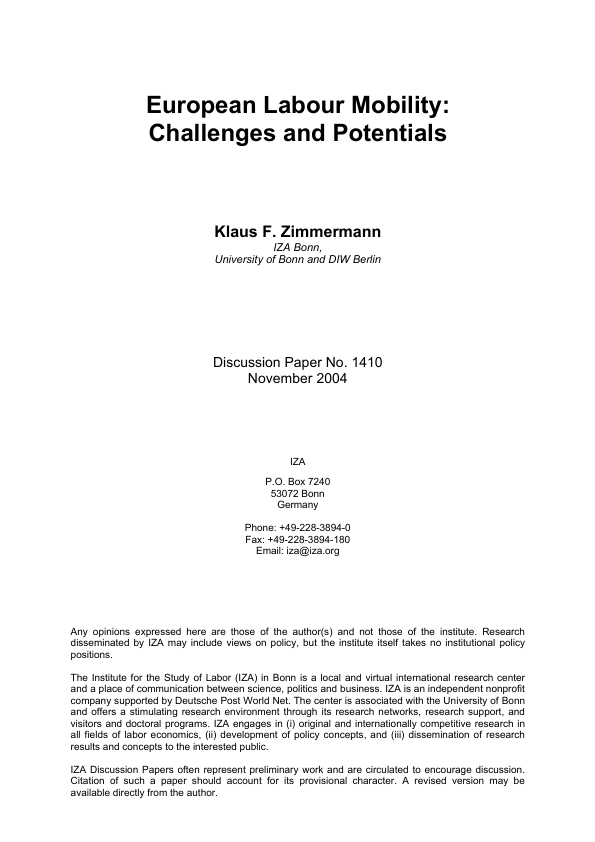 European Labour Mobility:
Challenges and Potentials
Klaus F. Zimmermann
IZA Bonn,
University of Bonn and DIW Berlin
Discussion Paper No. 1410
November 2004
IZA
P.O. Box 7240
53072 Bonn
Germany
Phone: +49-228-3894-0
Fax: +49-228-3894-180
Email: iza@iza.org
Any opinions expressed here are those of the author(s) and not those of the institute. Research
disseminated by IZA may include views on policy, but the institute itself takes no institutional policy
positions.
The Institute for the Study of Labor (IZA) in Bonn is a local and virtual international research center
and a place of communication between science, politics and business. IZA is an independent nonprofit
company supported by Deutsche Post World Net. The center is associated with the University of Bonn
and offers a stimulating research environment through its research networks, research support, and
visitors and doctoral programs. IZA engages in (i) original and internationally competitive research in
all fields of labor economics, (ii) development of policy concepts, and (iii) dissemination of research
results and concepts to the interested public.
IZA Discussion Papers often represent preliminary work and are circulated to encourage discussion.
Citation of such a paper should account for its provisional character. A revised version may be
available directly from the author.